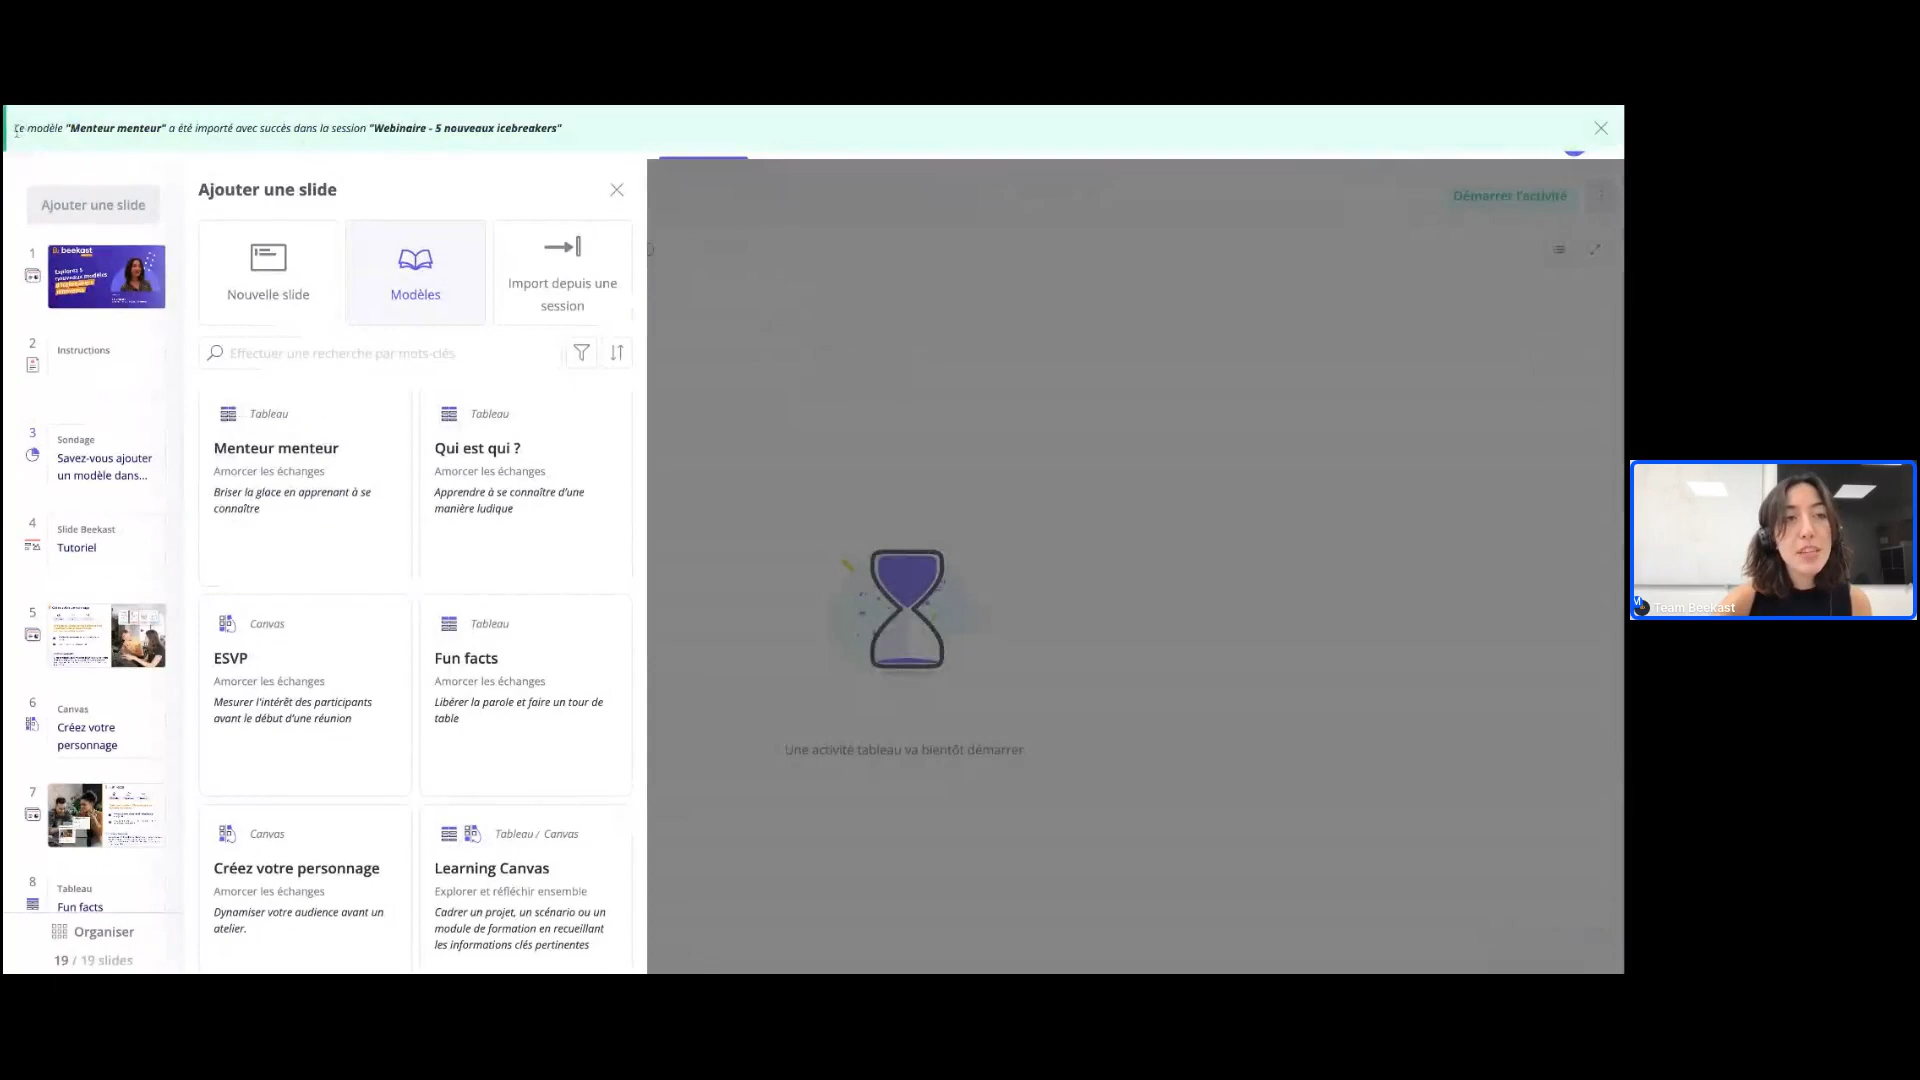 Le modèle "Menteur menteur" a été importé avec succès dans la session "Webinaire - 5 nouveaux icebreakers"
Ajouter une slide
1
beekast
Explorez 5
nouveaux modèles
2
Instructions
3
Sondage
Savez-vous ajouter
un modèle dans...
4
Slide Beekast
Tutoriel
5
6
Canvas
Créez votre
personnage
7
8
Tableau
Fun facts
Organiser
19 / 19 slides
Ajouter une slide
Nouvelle slide
Modèles
Import depuis une
session
Effectuer une recherche par mots-clés
Tableau
Menteur menteur
Amorcer les échanges
Briser la glace en apprenant à se
connaître
Tableau
Qui est qui ?
Amorcer les échanges
Apprendre à se connaître d'une
manière ludique
Canvas
ESVP
Amorcer les échanges
Mesurer l'intérêt des participants
avant le début d'une réunion
Tableau
Fun facts
Amorcer les échanges
Libérer la parole et faire un tour de
table
Canvas
Créez votre personnage
Amorcer les échanges
Dynamiser votre audience avant un
atelier.
Tableau / Canvas
Learning Canvas
Explorer et réfléchir ensemble
Cadrer un projet, un scénario ou un
module de formation en recueillant
les informations clés pertinentes
Démarrer l'activité
Une activité tableau va bientôt démarrer
Team Beekast